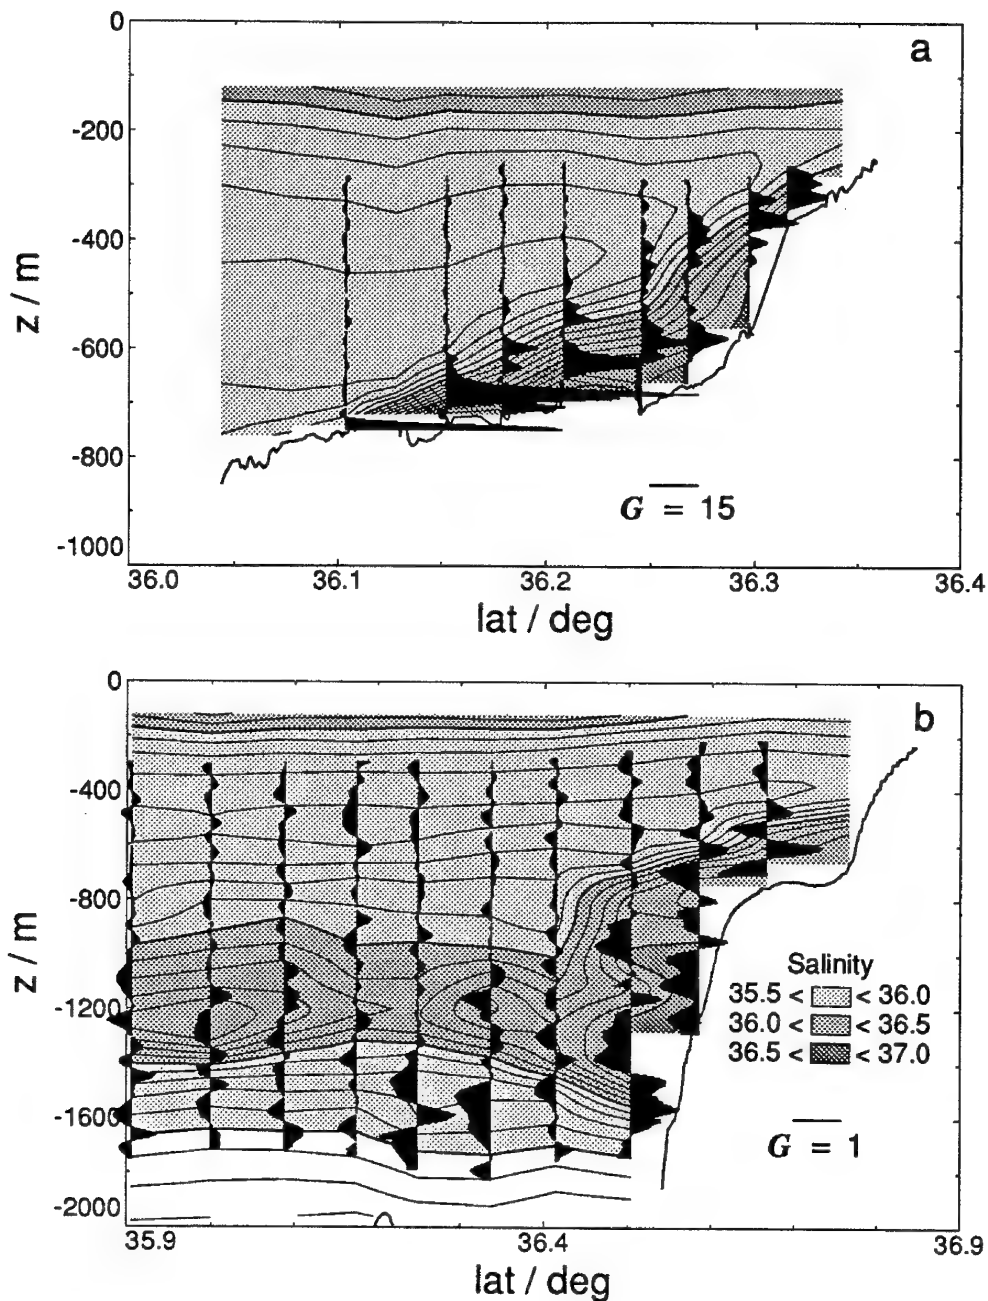 a
0
-200
-400
-600
-800
-1000
z / m
G = 15
36.0 36.1 36.2 36.3 36.4
lat / deg
b
0
-400
-800
-1200
-1600
-2000
z / m
Salinity
35.5 < < 36.0
36.0 < < 36.5
36.5 < < 37.0
G = 1
35.9 36.4 36.9
lat / deg